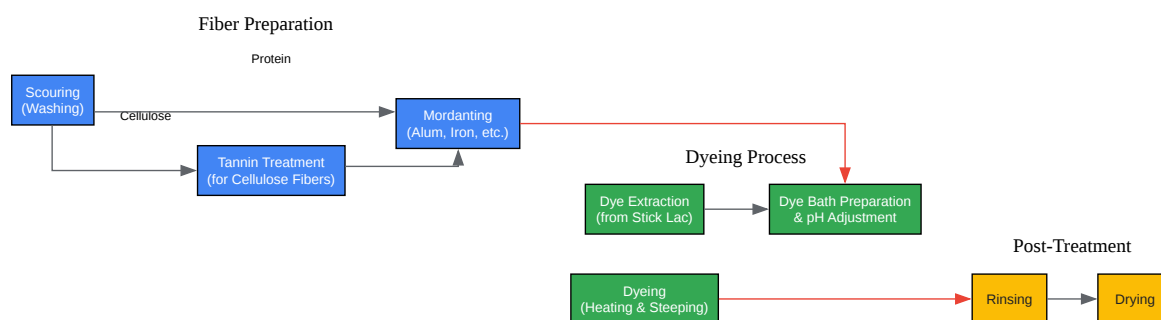 Fiber Preparation
Protein
Scouring
(Washing)
Cellulose
Mordanting
(Alum, Iron, etc.)
Tannin Treatment
(for Cellulose Fibers)
Dyeing Process
Dye Extraction
(from Stick Lac)
Dye Bath Preparation
& pH Adjustment
Post-Treatment
Dyeing
(Heating & Steeping)
Rinsing
Drying